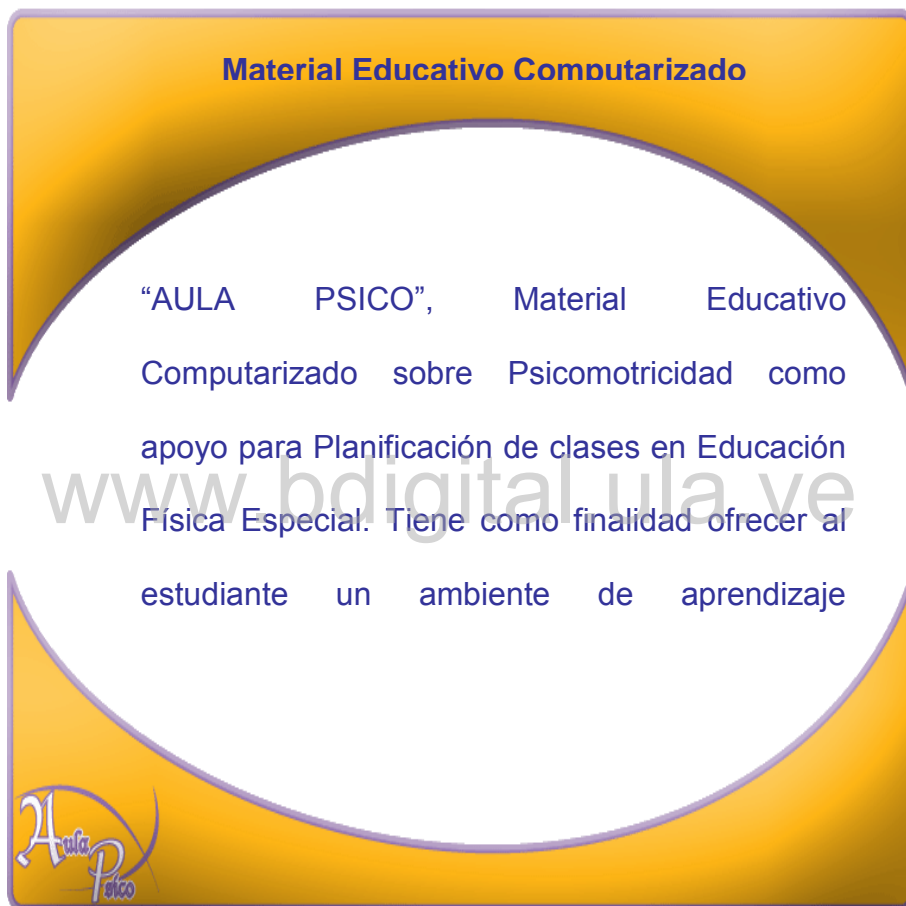 Material Educativo Computarizado
“AULA PSICO”, Material Educativo
Computarizado sobre Psicomotricidad como
apoyo para Planificación de clases en Educación
www.bdigital.ula.ve
Física Especial. Tiene como finalidad ofrecer al
estudiante un ambiente de aprendizaje
Aula
Psico